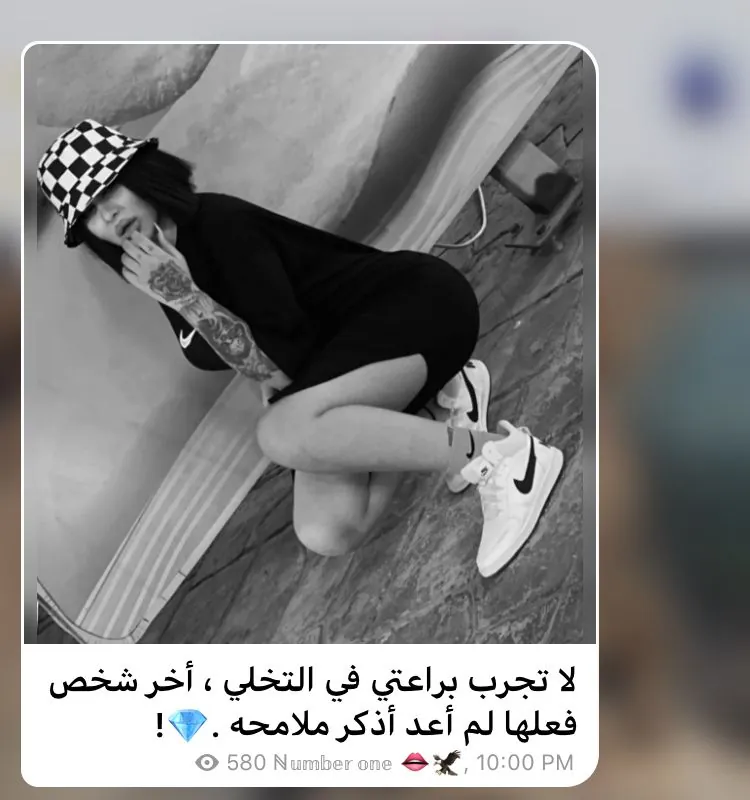 لا تجرب براعتي في التخلي ، أخر شخص
فعلها لم أعد أذكر ملامحه .💎!
580 ℕ𝕦𝕞𝕓𝕖𝕣 𝕠𝕟𝕖 👄🦅, 10:00 PM